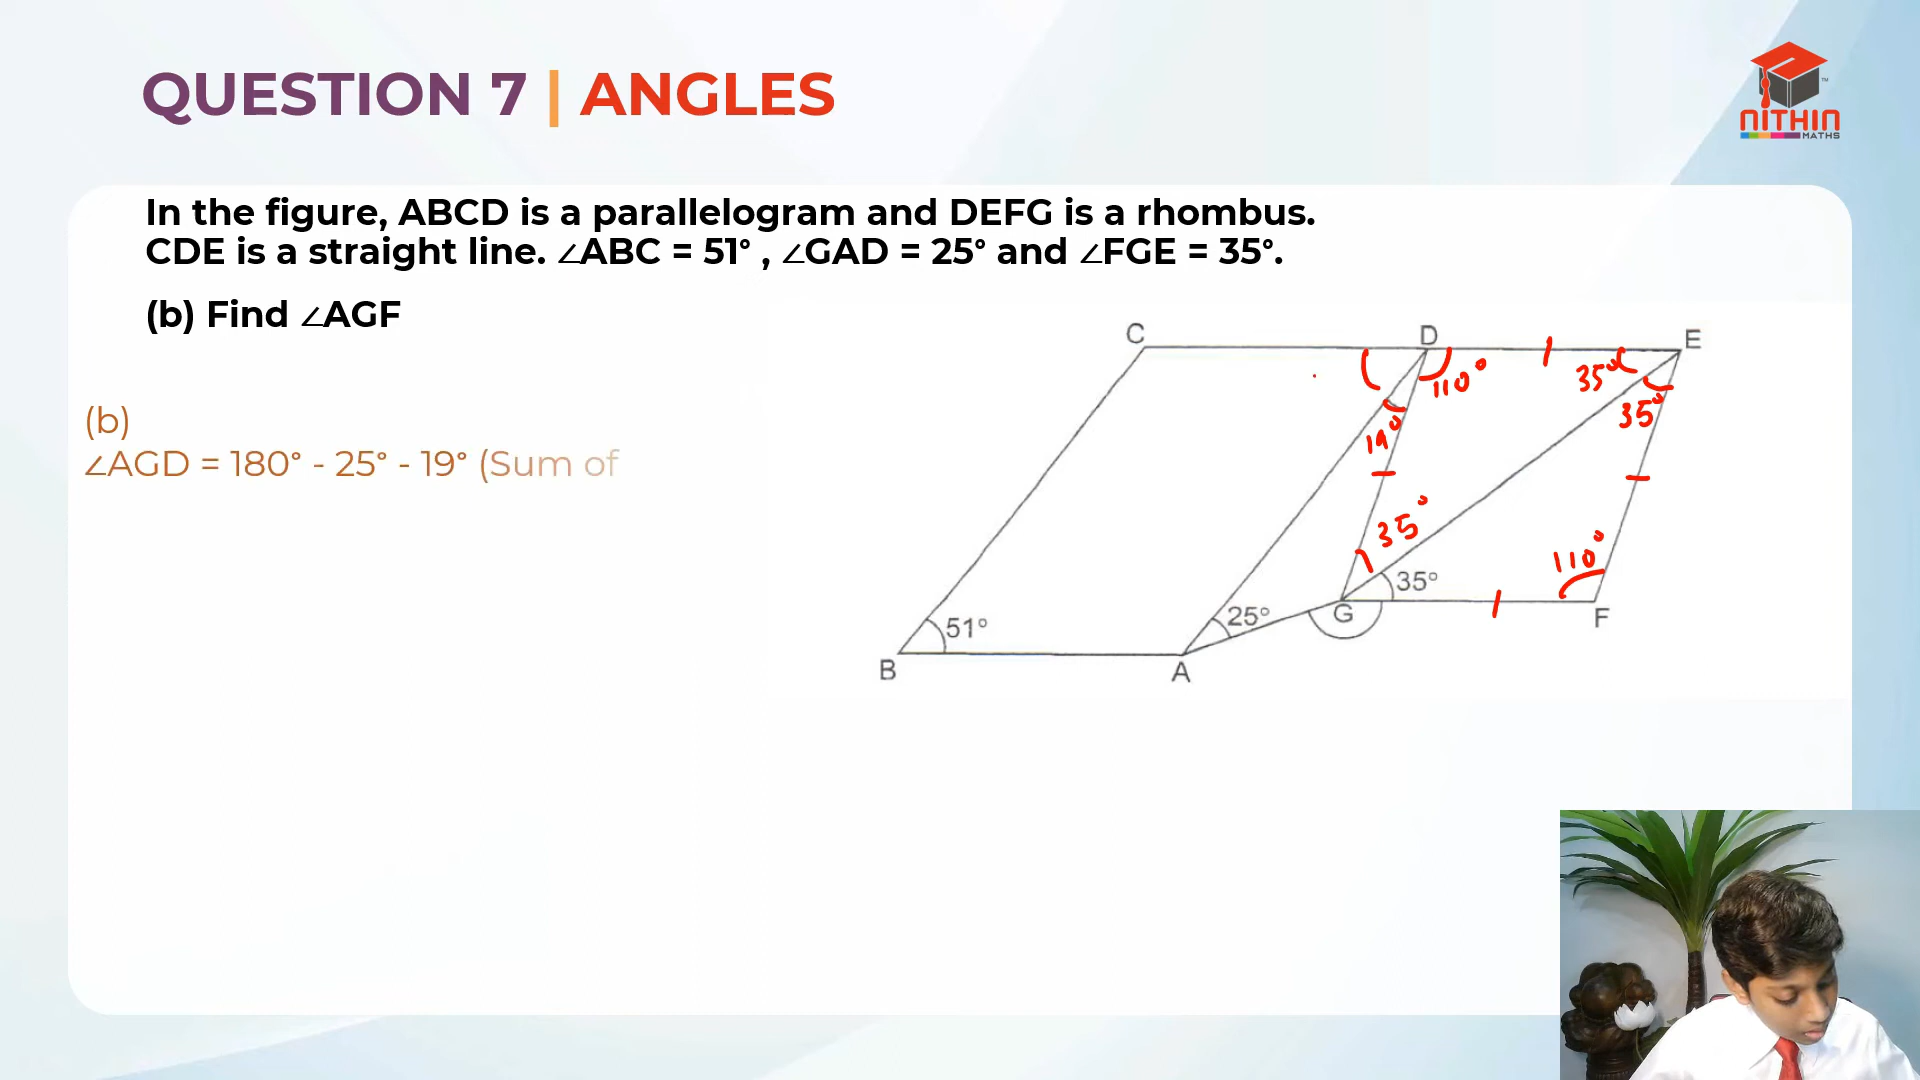 QUESTION 7 | ANGLES
NITHIN
MATHS
TM
In the figure, ABCD is a parallelogram and DEFG is a rhombus.
CDE is a straight line. ∠ABC = 51° , ∠GAD = 25° and ∠FGE = 35°.
(b) Find ∠AGF
(b)
∠AGD = 180° - 25° - 19° (Sum of
C
D
E
110°
35°
35°
19°
35°
110°
35°
25°
G
F
51°
B
A